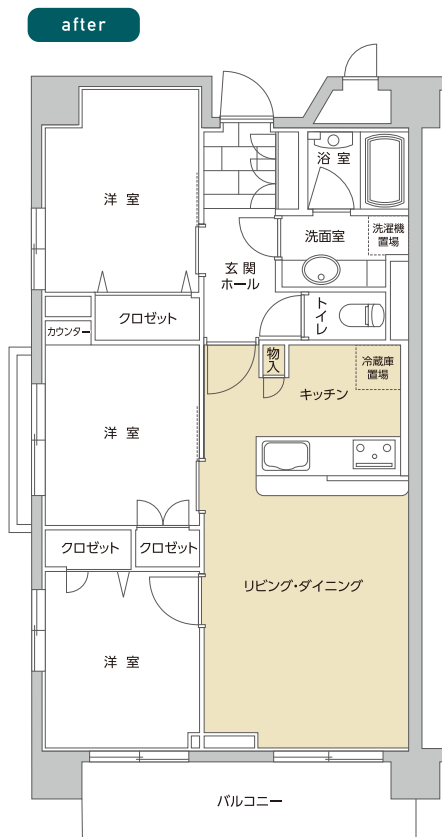 after
浴室
洋室
洗面室
洗濯機
置場
玄関
ホール
トイレ
カウンター
クロゼット
物入
冷蔵庫
置場
キッチン
洋室
クロゼット
クロゼット
リビング・ダイニング
洋室
バルコニー